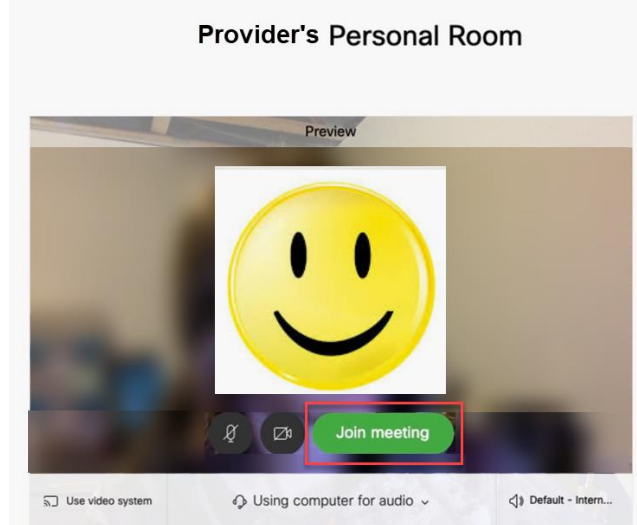 Provider's Personal Room
Preview
Join meeting
Use video system
Using computer for audio
Default - Intern...